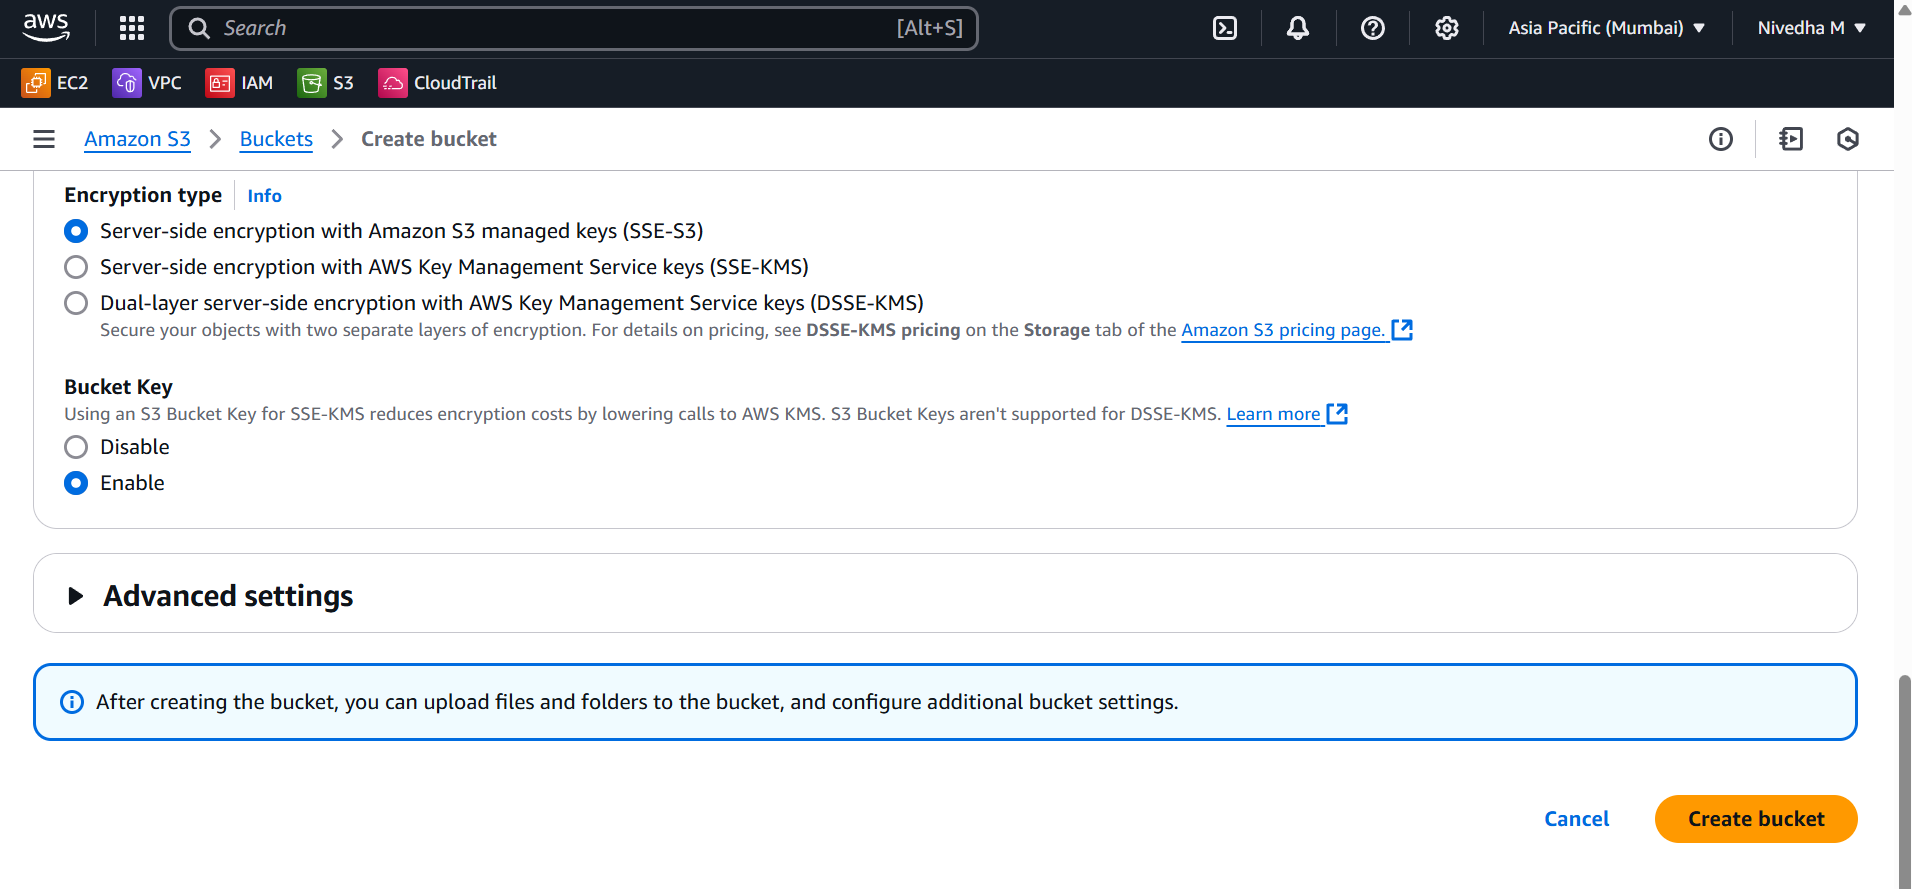 aws
Search [Alt+S] Asia Pacific (Mumbai) Nivedha M
EC2 VPC IAM S3 CloudTrail
Amazon S3 Buckets Create bucket
Encryption type Info
Server-side encryption with Amazon S3 managed keys (SSE-S3)
Server-side encryption with AWS Key Management Service keys (SSE-KMS)
Dual-layer server-side encryption with AWS Key Management Service keys (DSSE-KMS)
Secure your objects with two separate layers of encryption. For details on pricing, see DSSE-KMS pricing on the Storage tab of the Amazon S3 pricing page.
Bucket Key
Using an S3 Bucket Key for SSE-KMS reduces encryption costs by lowering calls to AWS KMS. S3 Bucket Keys aren't supported for DSSE-KMS. Learn more
Disable
Enable
Advanced settings
After creating the bucket, you can upload files and folders to the bucket, and configure additional bucket settings.
Cancel Create bucket